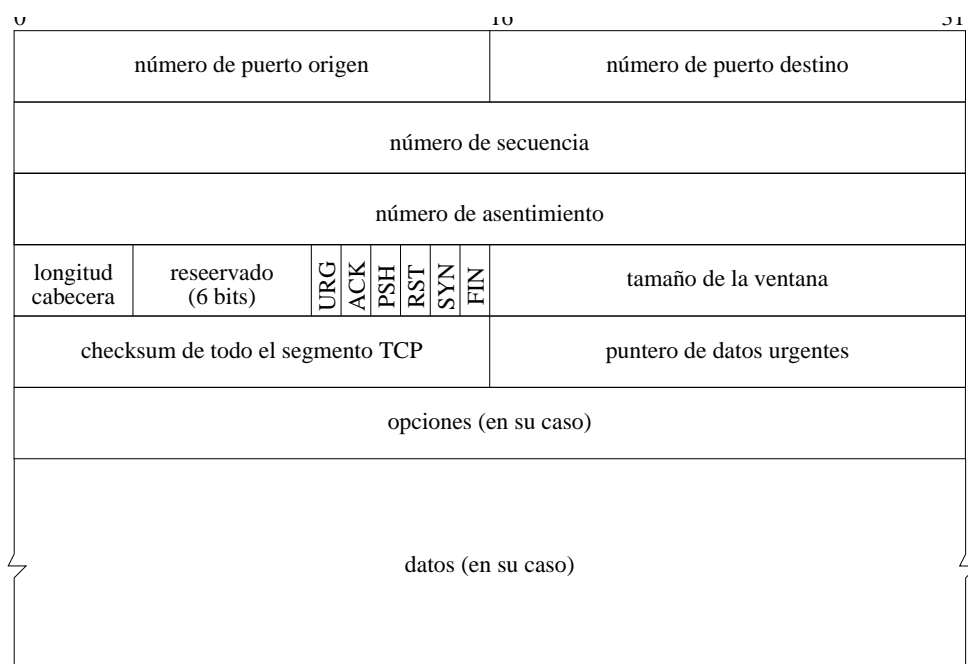 0 16 31
número de puerto origen número de puerto destino
número de secuencia
número de asentimiento
longitud cabecera reseervado (6 bits) URG ACK PSH RST SYN FIN tamaño de la ventana
checksum de todo el segmento TCP puntero de datos urgentes
opciones (en su caso)
datos (en su caso)